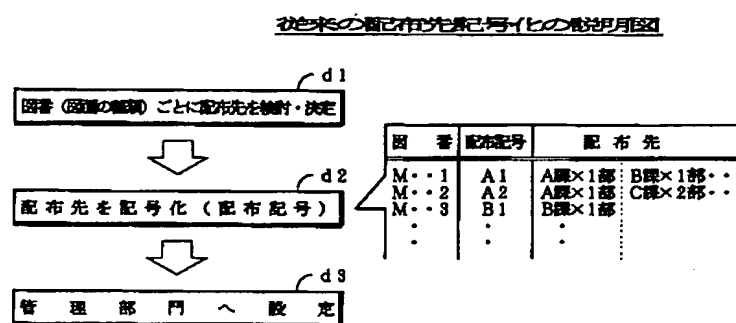 従来の配布先記号化の説明図
d1
図番(図面の種類)ごとに配布先を検討・決定
d2
配布先を記号化(配布記号)
d3
管理部門へ設定
図番 配布記号 配布先
M・・1 A1 A課×1部 B課×1部・・
M・・2 A2 A課×1部 C課×2部・・
M・・3 B1 B課×1部
・ ・ ・
・ ・ ・